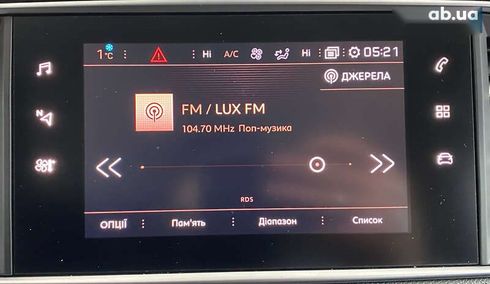 ab.ua
1°C Hi A/C Hi 05:21
ДЖЕРЕЛА
FM / LUX FM
104.70 MHz Поп-музика
N
RDS
ОПЦІЇ Пам'ять Діапазон Список